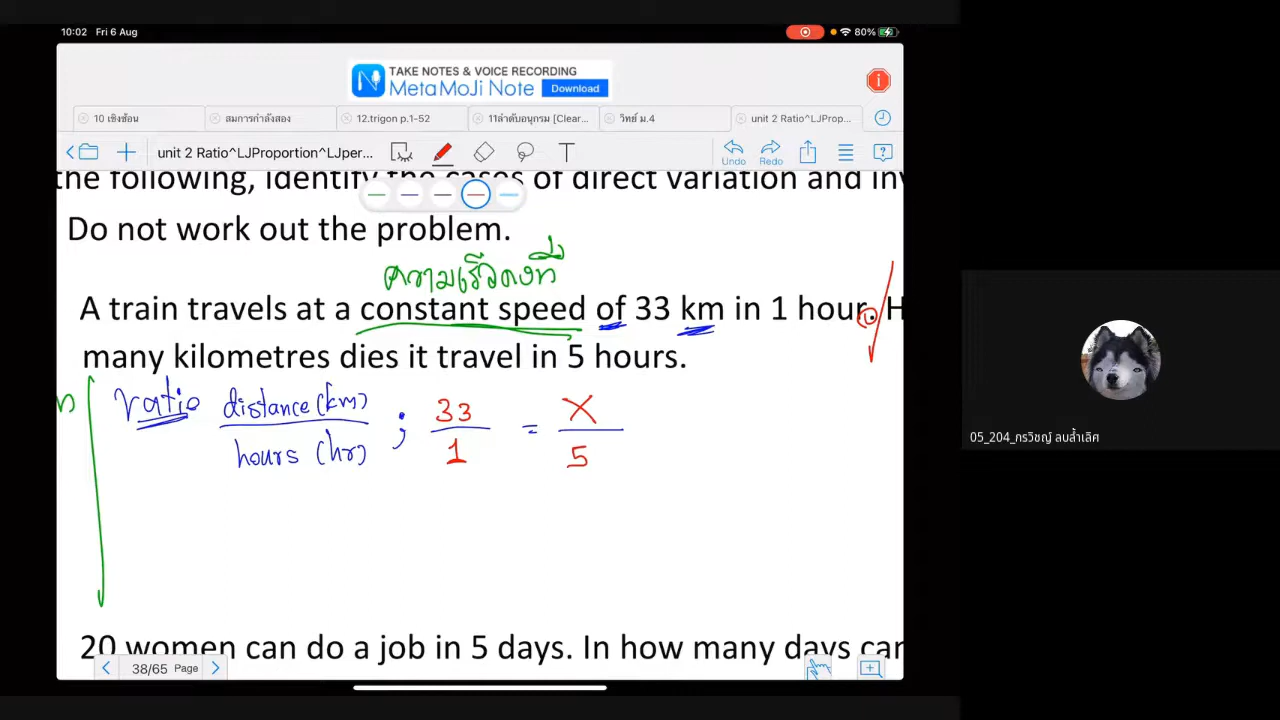 10:02 Fri 6 Aug
80%
TAKE NOTES & VOICE RECORDING
MetaMoJi Note Download
10 เชิงซ้อน
สมการกำลังสอง
12.trigon p.1-52
11ลำดับอนุกรม [Clear...
วิทย์ ม.4
unit 2 Ratio^LJProp...
unit 2 Ratio^LJProportion^LJper...
T
Undo
Redo
the following, identify the cases of direct variation and inv
Do not work out the problem.
ความเร็วคงที่
A train travels at a constant speed of 33 km in 1 hour. H
many kilometres dies it travel in 5 hours.
ratio distance (km) ; 33 = X
hours (hr) 1 5
20 women can do a job in 5 days. In how many days can
38/65 Page
05_204_กรวิชญ์ ลบล้ำเลิศ